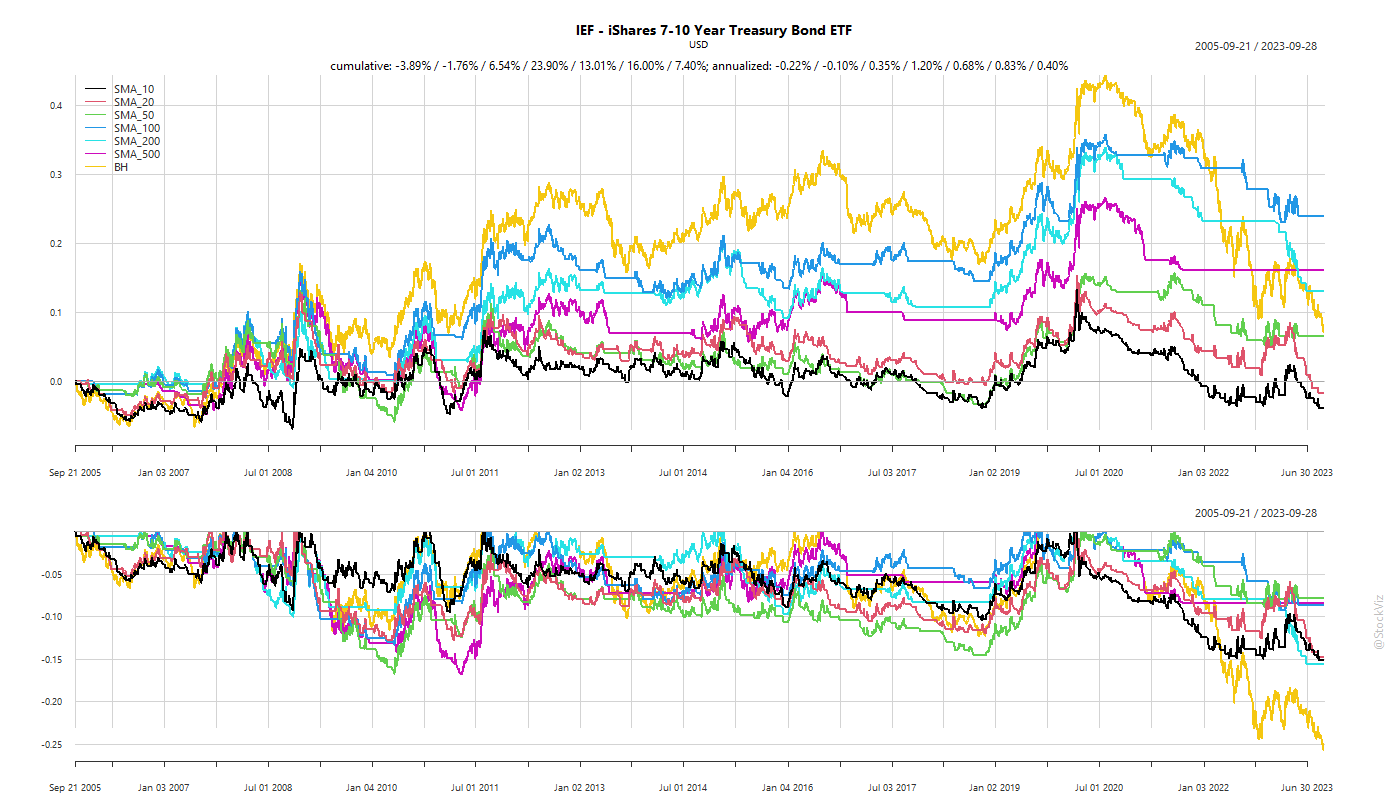 IEF - iShares 7-10 Year Treasury Bond ETF
USD
2005-09-21 / 2023-09-28
cumulative: -3.89% / -1.76% / 6.54% / 23.90% / 13.01% / 16.00% / 7.40%; annualized: -0.22% / -0.10% / 0.35% / 1.20% / 0.68% / 0.83% / 0.40%
SMA_10
SMA_20
SMA_50
SMA_100
SMA_200
SMA_500
BH
0.4
0.3
0.2
0.1
0.0
Sep 21 2005 Jan 03 2007 Jul 01 2008 Jan 04 2010 Jul 01 2011 Jan 02 2013 Jul 01 2014 Jan 04 2016 Jul 03 2017 Jan 02 2019 Jul 01 2020 Jan 03 2022 Jun 30 2023
2005-09-21 / 2023-09-28
-0.05
-0.10
-0.15
-0.20
-0.25
Sep 21 2005 Jan 03 2007 Jul 01 2008 Jan 04 2010 Jul 01 2011 Jan 02 2013 Jul 01 2014 Jan 04 2016 Jul 03 2017 Jan 02 2019 Jul 01 2020 Jan 03 2022 Jun 30 2023
@StockViz